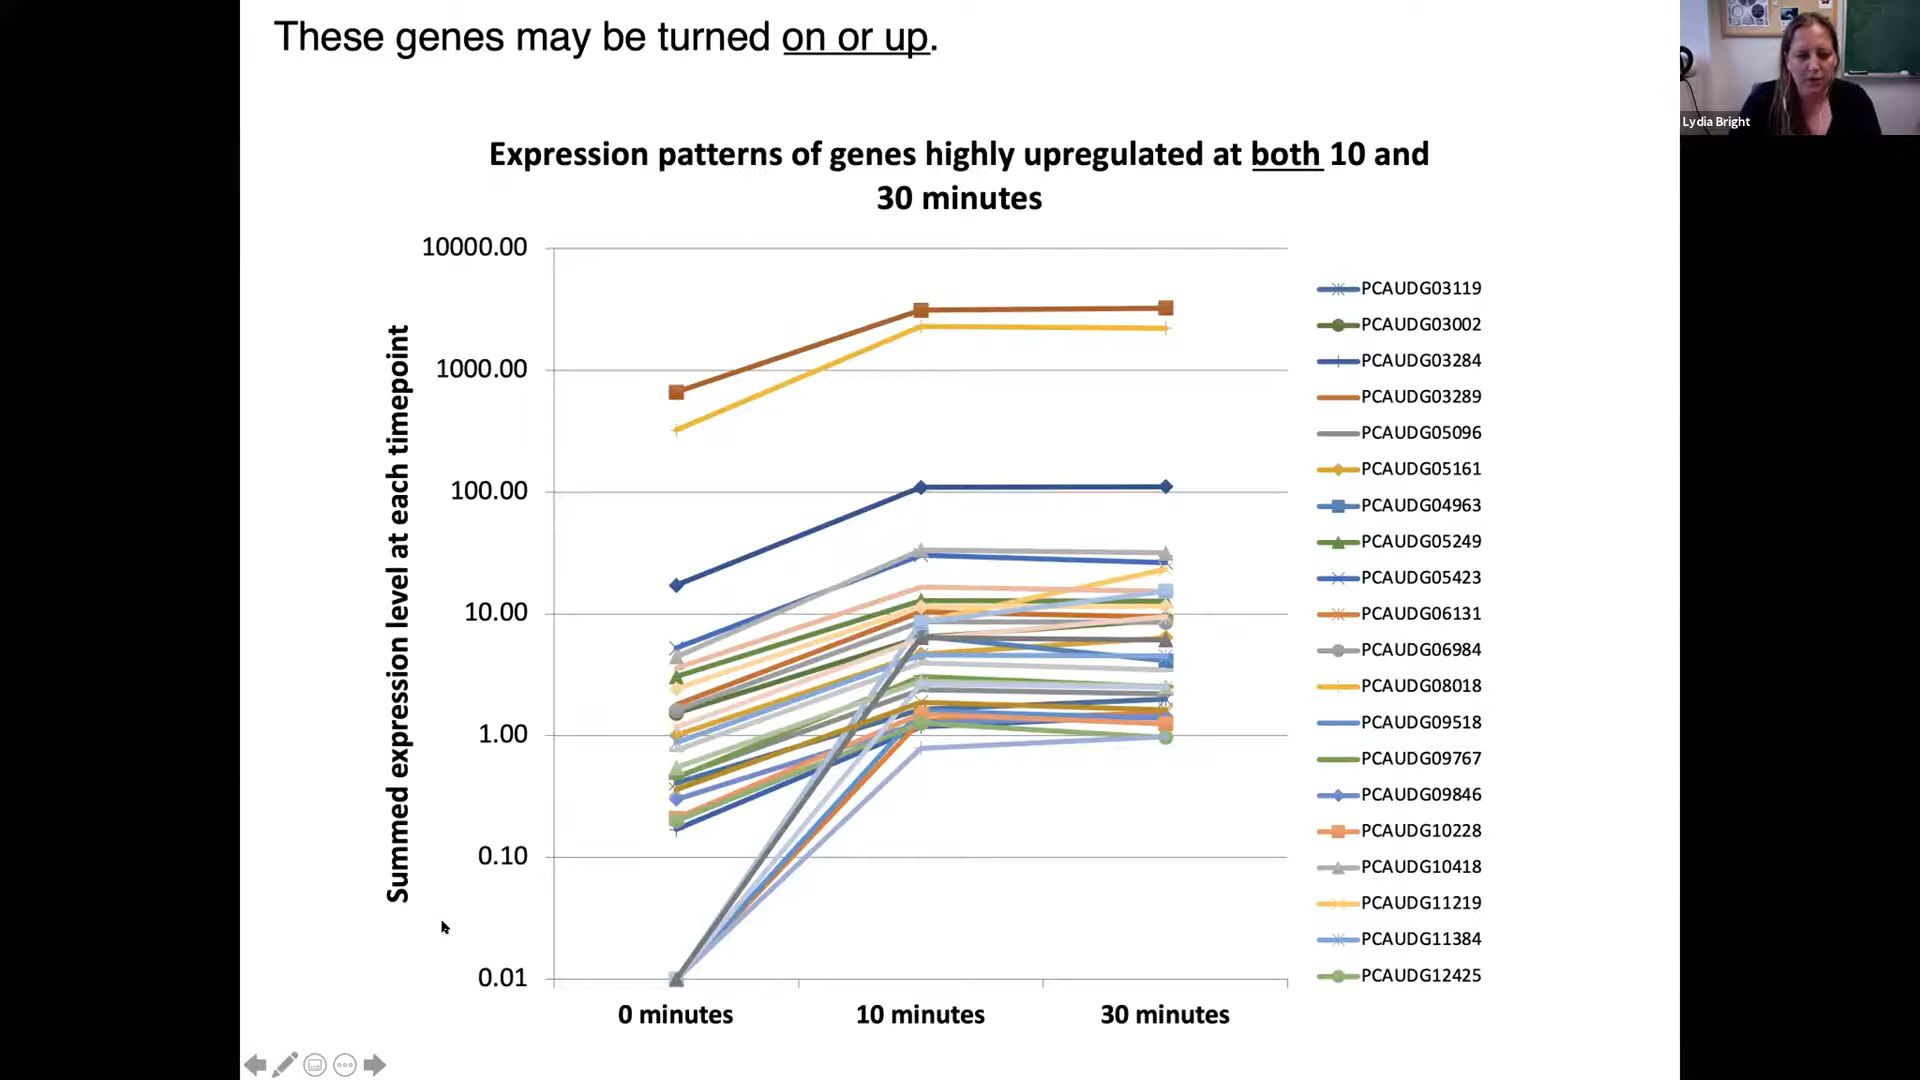 These genes may be turned on or up.
Lydia Bright
Expression patterns of genes highly upregulated at both 10 and
30 minutes
Summed expression level at each timepoint
10000.00
1000.00
100.00
10.00
1.00
0.10
0.01
0 minutes
10 minutes
30 minutes
PCAUDG03119
PCAUDG03002
PCAUDG03284
PCAUDG03289
PCAUDG05096
PCAUDG05161
PCAUDG04963
PCAUDG05249
PCAUDG05423
PCAUDG06131
PCAUDG06984
PCAUDG08018
PCAUDG09518
PCAUDG09767
PCAUDG09846
PCAUDG10228
PCAUDG10418
PCAUDG11219
PCAUDG11384
PCAUDG12425